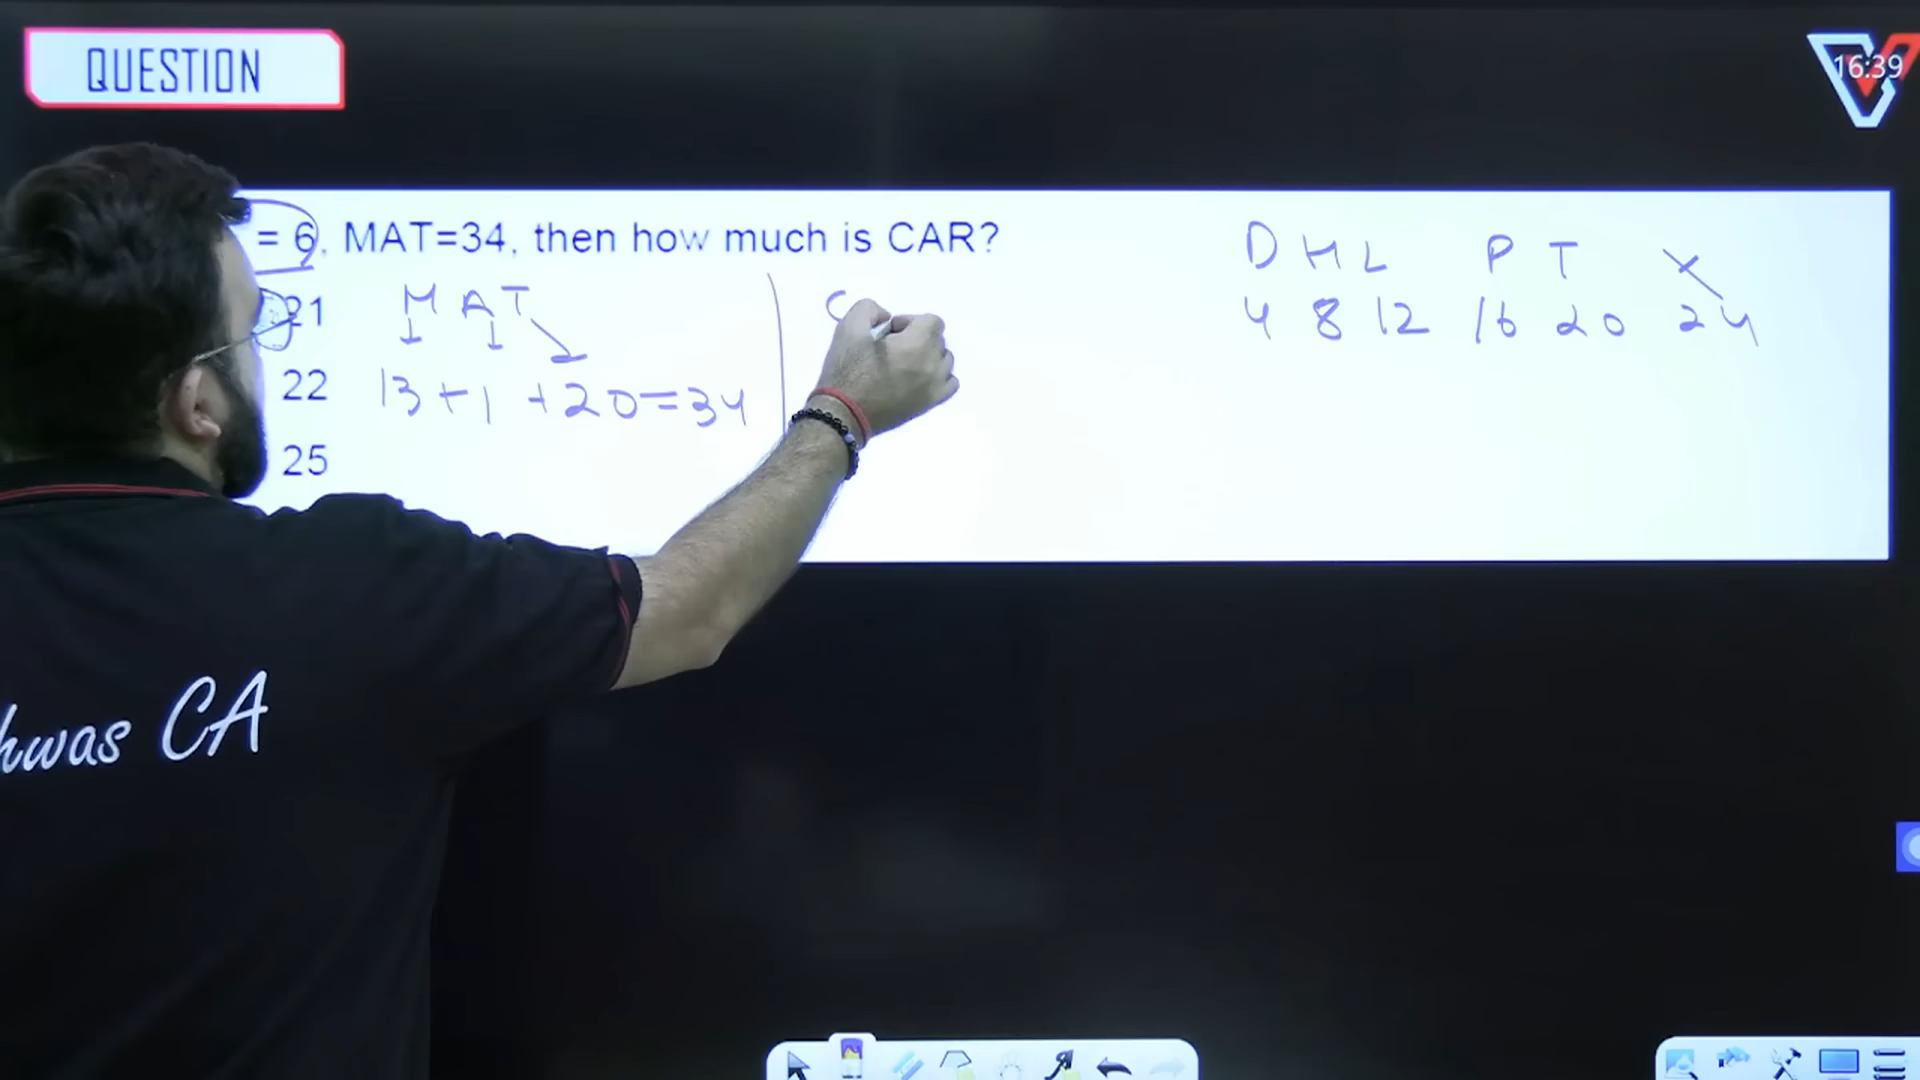 QUESTION
16:39
= 6, MAT=34, then how much is CAR?
D H L P T X
4 8 12 16 20 24
21
M A T
C
22
13+1+20=34
25
hwas CA